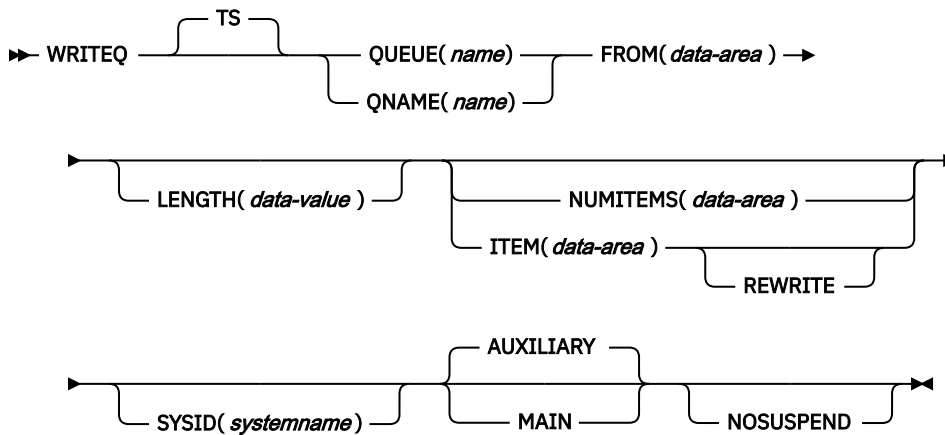 TS
WRITEQ QUEUE(name) FROM(data-area)
QNAME(name)
LENGTH(data-value) NUMITEMS(data-area)
ITEM(data-area)
REWRITE
AUXILIARY
SYSID(systemname) MAIN NOSUSPEND